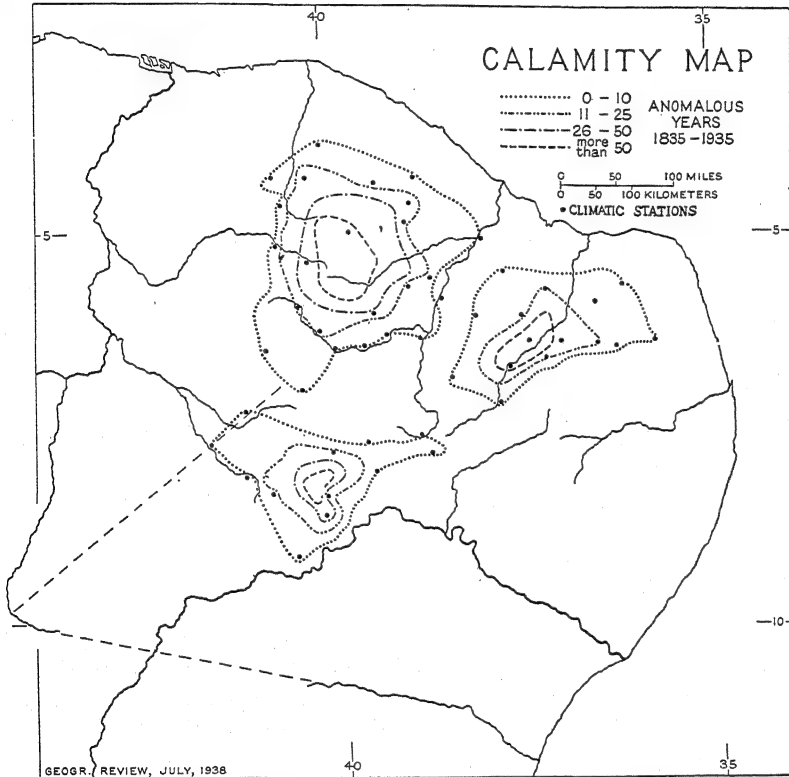 40
35
CALAMITY MAP
0 - 10
11 - 25
26 - 50
more than 50
ANOMALOUS
YEARS
1835-1935
0 50 100 MILES
0 50 100 KILOMETERS
CLIMATIC STATIONS
5
5
10
GEOGR. REVIEW, JULY, 1938
40
35